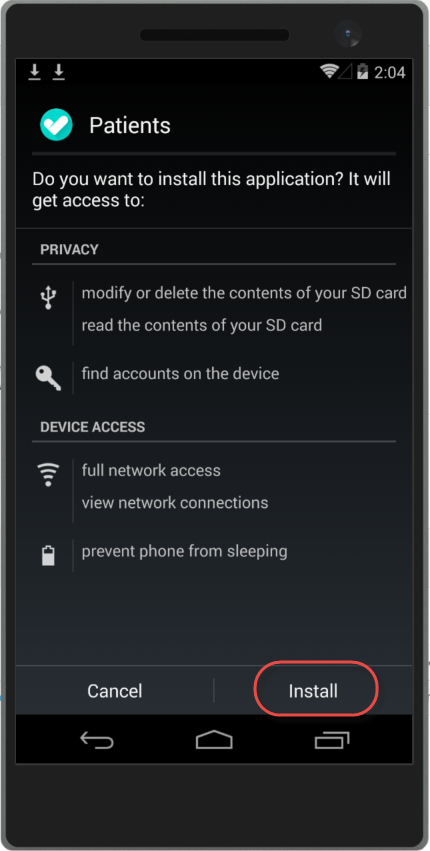 2:04
Patients
Do you want to install this application? It will
get access to:
PRIVACY
modify or delete the contents of your SD card
read the contents of your SD card
find accounts on the device
DEVICE ACCESS
full network access
view network connections
prevent phone from sleeping
Cancel
Install